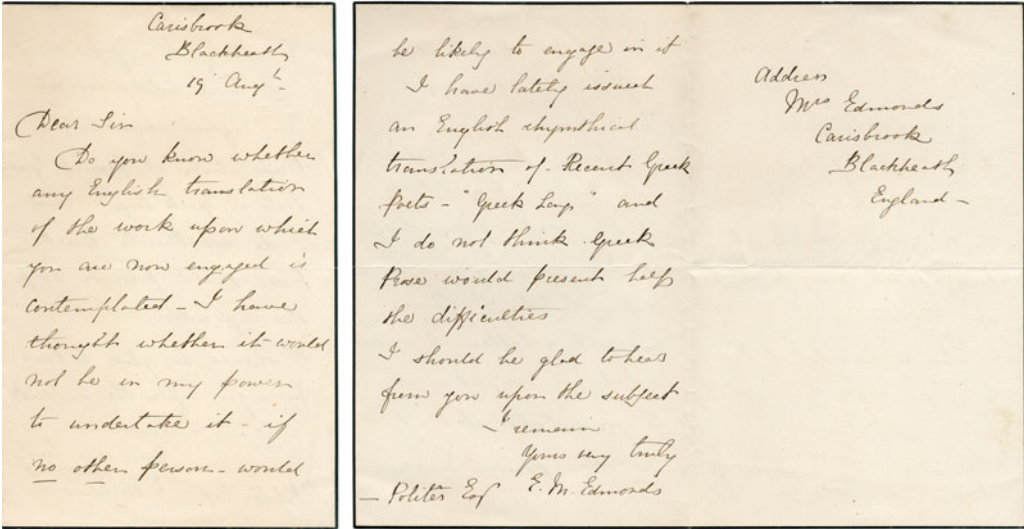 Carisbrook
Blackheath
19 Augt.
Dear Sir
Do you know whether
any English translation
of the work upon which
you are now engaged is
contemplated - I have
thought whether it would
not be in my power
to undertake it - if
no other person - would
be likely to engage in it
I have lately issued
an English rhymthical
translation of Recent Greek
Poets - "Greek Lays" and
I do not think Greek
Prose would present half
the difficulties
I should be glad to hear
from you upon the subject
- I remain
Yours very truly
E. M. Edmonds
- Polites Esq
Address
Mrs Edmonds
Carisbrook
Blackheath
England -